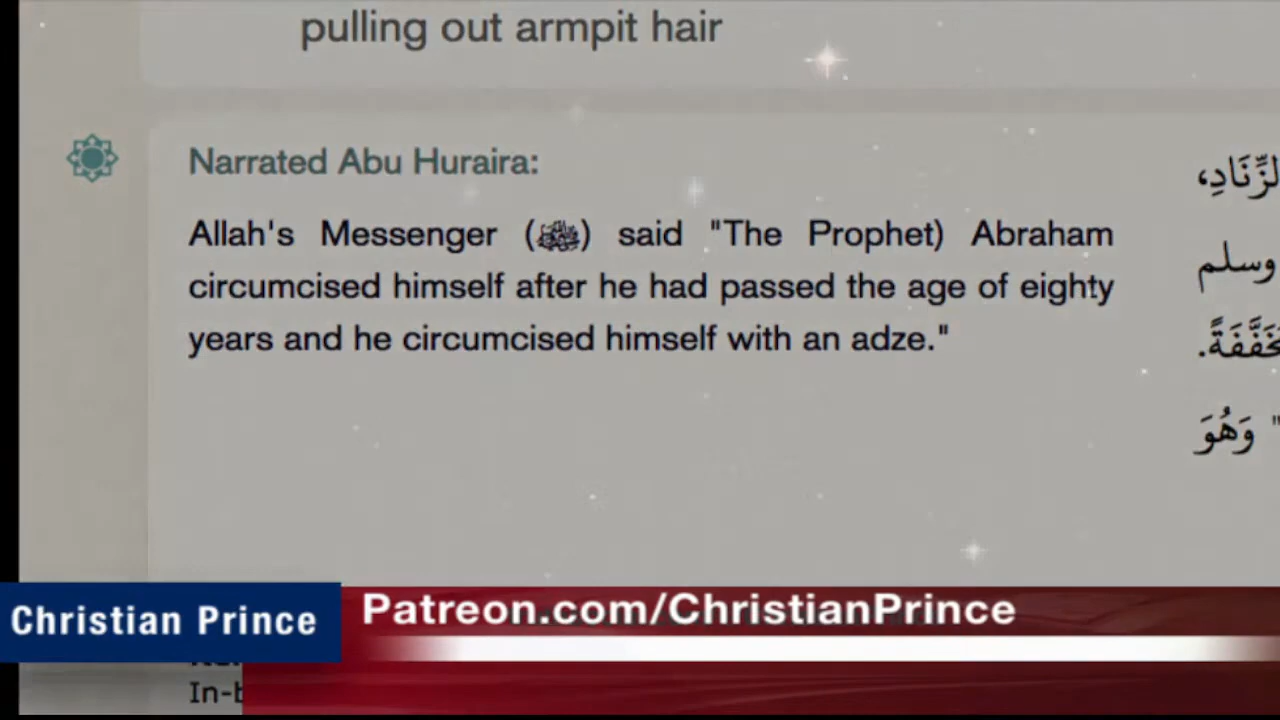 pulling out armpit hair
Narrated Abu Huraira:
Allah's Messenger (ﷺ) said "The Prophet) Abraham
circumcised himself after he had passed the age of eighty
years and he circumcised himself with an adze."
الزِّنَادِ،
وسلم
" وَهُوَ
Christian Prince
Patreon.com/ChristianPrince